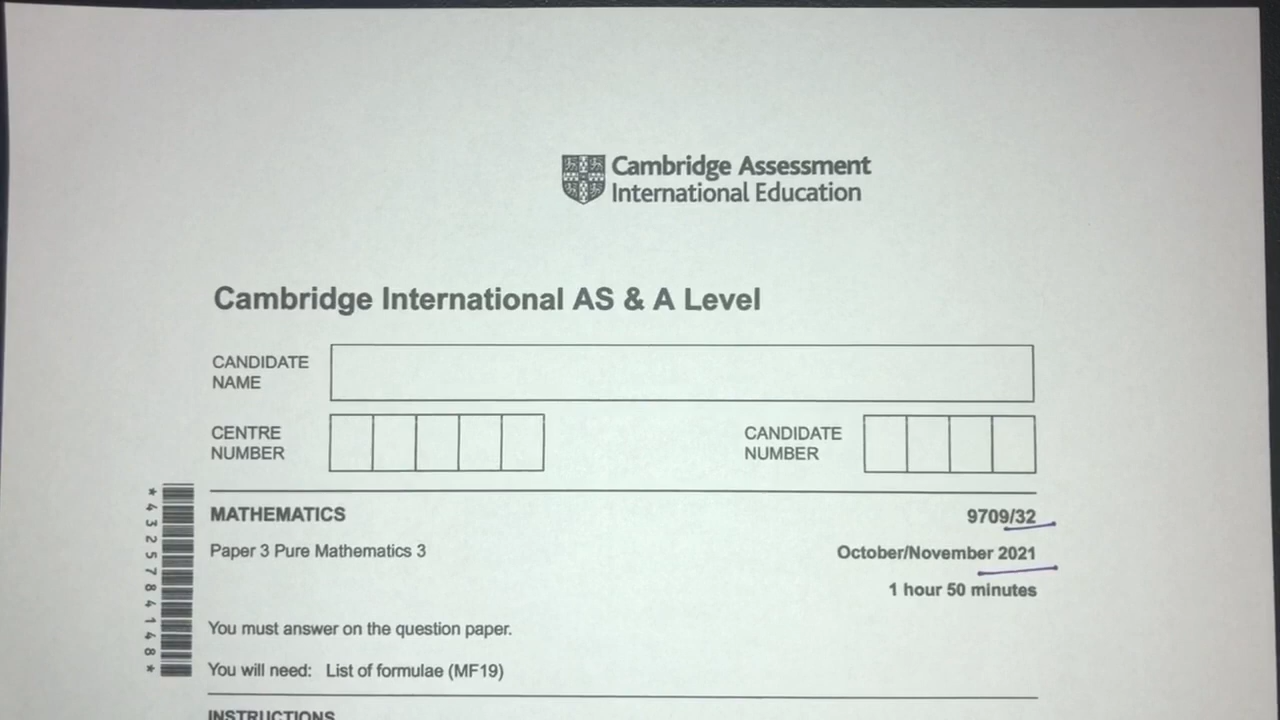 Cambridge Assessment
International Education
Cambridge International AS & A Level
CANDIDATE
NAME
CENTRE
NUMBER
CANDIDATE
NUMBER
*4325784148*
MATHEMATICS 9709/32
Paper 3 Pure Mathematics 3 October/November 2021
1 hour 50 minutes
You must answer on the question paper.
You will need: List of formulae (MF19)
INSTRUCTIONS